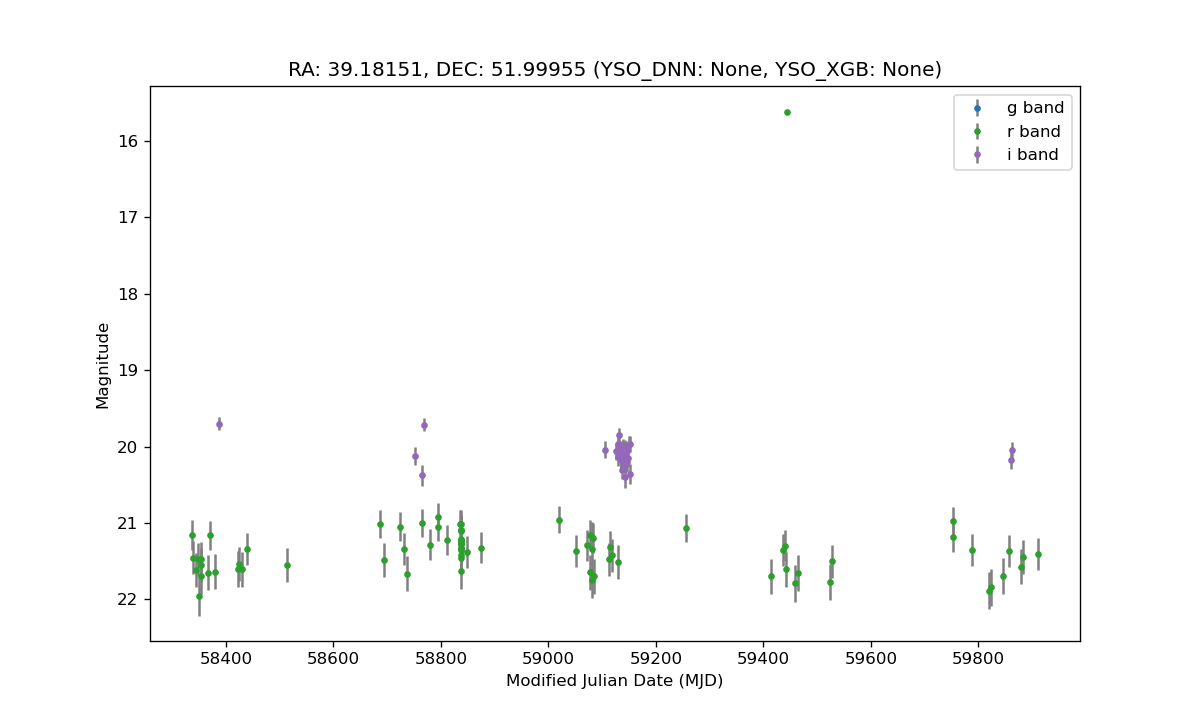 RA: 39.18151, DEC: 51.99955 (YSO_DNN: None, YSO_XGB: None)
g band
r band
i band
16
17
18
19
20
21
22
Magnitude
58400
58600
58800
59000
59200
59400
59600
59800
Modified Julian Date (MJD)